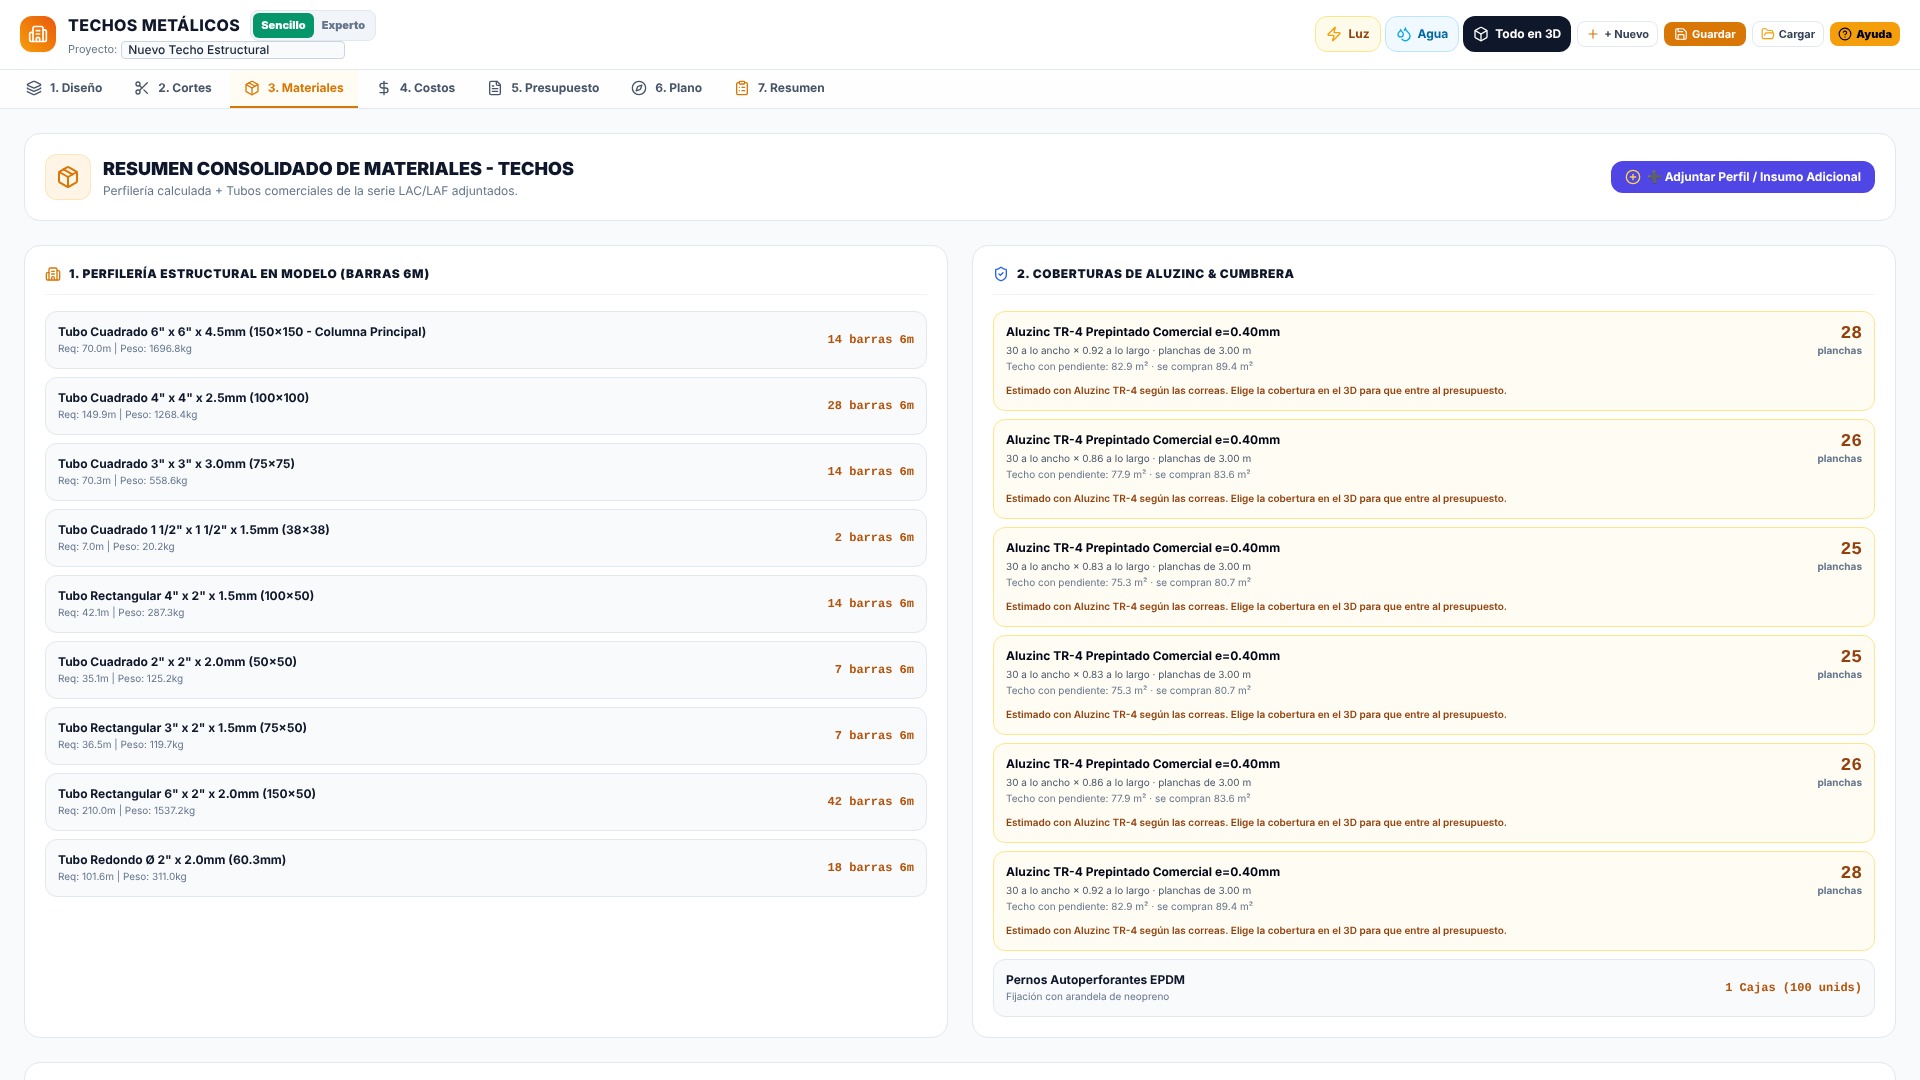 TECHOS METÁLICOS
Sencillo
Experto
Proyecto:
Nuevo Techo Estructural
Luz
Agua
Todo en 3D
+ Nuevo
Guardar
Cargar
Ayuda
1. Diseño
2. Cortes
3. Materiales
4. Costos
5. Presupuesto
6. Plano
7. Resumen
RESUMEN CONSOLIDADO DE MATERIALES - TECHOS
Perfilería calculada + Tubos comerciales de la serie LAC/LAF adjuntados.
➕ Adjuntar Perfil / Insumo Adicional
1. PERFILERÍA ESTRUCTURAL EN MODELO (BARRAS 6M)
Tubo Cuadrado 6" x 6" x 4.5mm (150x150 - Columna Principal)
Req: 70.0m | Peso: 1696.8kg
14 barras 6m
Tubo Cuadrado 4" x 4" x 2.5mm (100x100)
Req: 149.9m | Peso: 1268.4kg
28 barras 6m
Tubo Cuadrado 3" x 3" x 3.0mm (75x75)
Req: 70.3m | Peso: 558.6kg
14 barras 6m
Tubo Cuadrado 1 1/2" x 1 1/2" x 1.5mm (38x38)
Req: 7.0m | Peso: 20.2kg
2 barras 6m
Tubo Rectangular 4" x 2" x 1.5mm (100x50)
Req: 42.1m | Peso: 287.3kg
14 barras 6m
Tubo Cuadrado 2" x 2" x 2.0mm (50x50)
Req: 35.1m | Peso: 125.2kg
7 barras 6m
Tubo Rectangular 3" x 2" x 1.5mm (75x50)
Req: 36.5m | Peso: 119.7kg
7 barras 6m
Tubo Rectangular 6" x 2" x 2.0mm (150x50)
Req: 210.0m | Peso: 1537.2kg
42 barras 6m
Tubo Redondo Ø 2" x 2.0mm (60.3mm)
Req: 101.6m | Peso: 311.0kg
18 barras 6m
2. COBERTURAS DE ALUZINC & CUMBRERA
Aluzinc TR-4 Prepintado Comercial e=0.40mm
30 a lo ancho × 0.92 a lo largo · planchas de 3.00 m
Techo con pendiente: 82.9 m² · se compran 89.4 m²
Estimado con Aluzinc TR-4 según las correas. Elige la cobertura en el 3D para que entre al presupuesto.
28
planchas
Aluzinc TR-4 Prepintado Comercial e=0.40mm
30 a lo ancho × 0.86 a lo largo · planchas de 3.00 m
Techo con pendiente: 77.9 m² · se compran 83.6 m²
Estimado con Aluzinc TR-4 según las correas. Elige la cobertura en el 3D para que entre al presupuesto.
26
planchas
Aluzinc TR-4 Prepintado Comercial e=0.40mm
30 a lo ancho × 0.83 a lo largo · planchas de 3.00 m
Techo con pendiente: 75.3 m² · se compran 80.7 m²
Estimado con Aluzinc TR-4 según las correas. Elige la cobertura en el 3D para que entre al presupuesto.
25
planchas
Aluzinc TR-4 Prepintado Comercial e=0.40mm
30 a lo ancho × 0.83 a lo largo · planchas de 3.00 m
Techo con pendiente: 75.3 m² · se compran 80.7 m²
Estimado con Aluzinc TR-4 según las correas. Elige la cobertura en el 3D para que entre al presupuesto.
25
planchas
Aluzinc TR-4 Prepintado Comercial e=0.40mm
30 a lo ancho × 0.86 a lo largo · planchas de 3.00 m
Techo con pendiente: 77.9 m² · se compran 83.6 m²
Estimado con Aluzinc TR-4 según las correas. Elige la cobertura en el 3D para que entre al presupuesto.
26
planchas
Aluzinc TR-4 Prepintado Comercial e=0.40mm
30 a lo ancho × 0.92 a lo largo · planchas de 3.00 m
Techo con pendiente: 82.9 m² · se compran 89.4 m²
Estimado con Aluzinc TR-4 según las correas. Elige la cobertura en el 3D para que entre al presupuesto.
28
planchas
Pernos Autoperforantes EPDM
Fijación con arandela de neopreno
1 Cajas (100 unids)